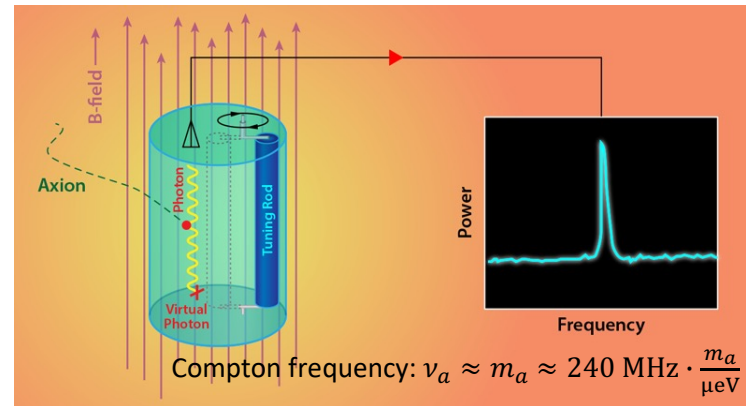 B-field
Axion
Photon
Tuning Rod
Virtual
Photon
Power
Frequency
Compton frequency: νₐ ≈ mₐ ≈ 240 MHz · mₐ/μeV